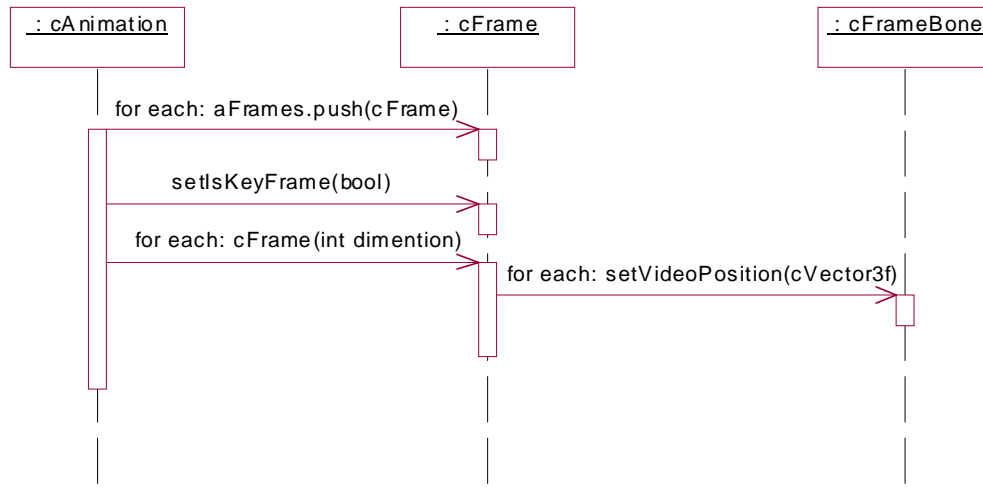 : cAnimation
: cFrame
: cFrameBone
for each: aFrames.push(cFrame)
setIsKeyFrame(bool)
for each: cFrame(int dimention)
for each: setVideoPosition(cVector3f)